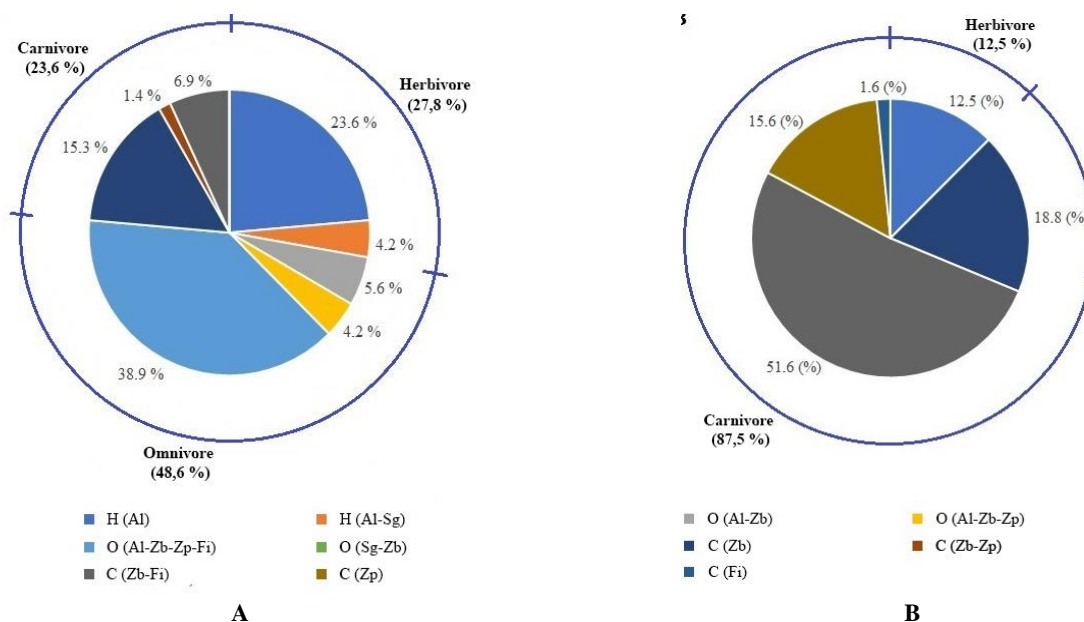 Carnivore
(23,6 %)
Herbivore
(27,8 %)
Omnivore
(48,6 %)
6.9 %
1.4 %
15.3 %
23.6 %
4.2 %
5.6 %
4.2 %
38.9 %
Herbivore
(12,5 %)
Carnivore
(87,5 %)
1.6 (%)
12.5 (%)
15.6 (%)
18.8 (%
51.6 (%)
H (Al)
H (Al-Sg)
O (Al-Zb-Zp-Fi)
O (Sg-Zb)
C (Zb-Fi)
C (Zp)
O (Al-Zb)
O (Al-Zb-Zp)
C (Zb)
C (Zb-Zp)
C (Fi)
A
B